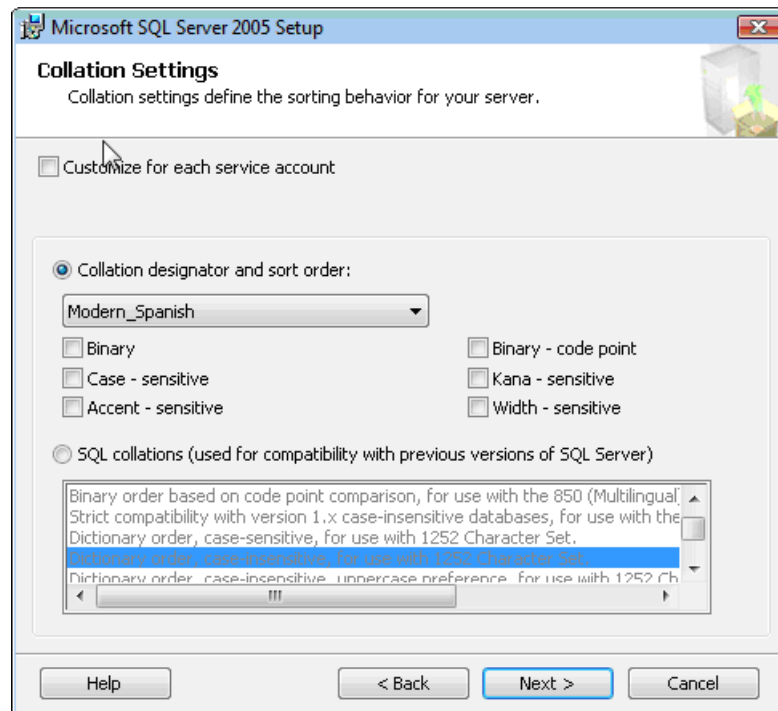 Microsoft SQL Server 2005 Setup
Collation Settings
Collation settings define the sorting behavior for your server.
Customize for each service account
Collation designator and sort order:
Modern_Spanish
Binary
Binary - code point
Case - sensitive
Kana - sensitive
Accent - sensitive
Width - sensitive
SQL collations (used for compatibility with previous versions of SQL Server)
Binary order based on code point comparison, for use with the 850 (Multilingual)
Strict compatibility with version 1.x case-insensitive databases, for use with the
Dictionary order, case-sensitive, for use with 1252 Character Set.
Dictionary order, case-insensitive, for use with 1252 Character Set.
Dictionary order, case-insensitive, uppercase preference, for use with 1252 Ch
Help
< Back
Next >
Cancel